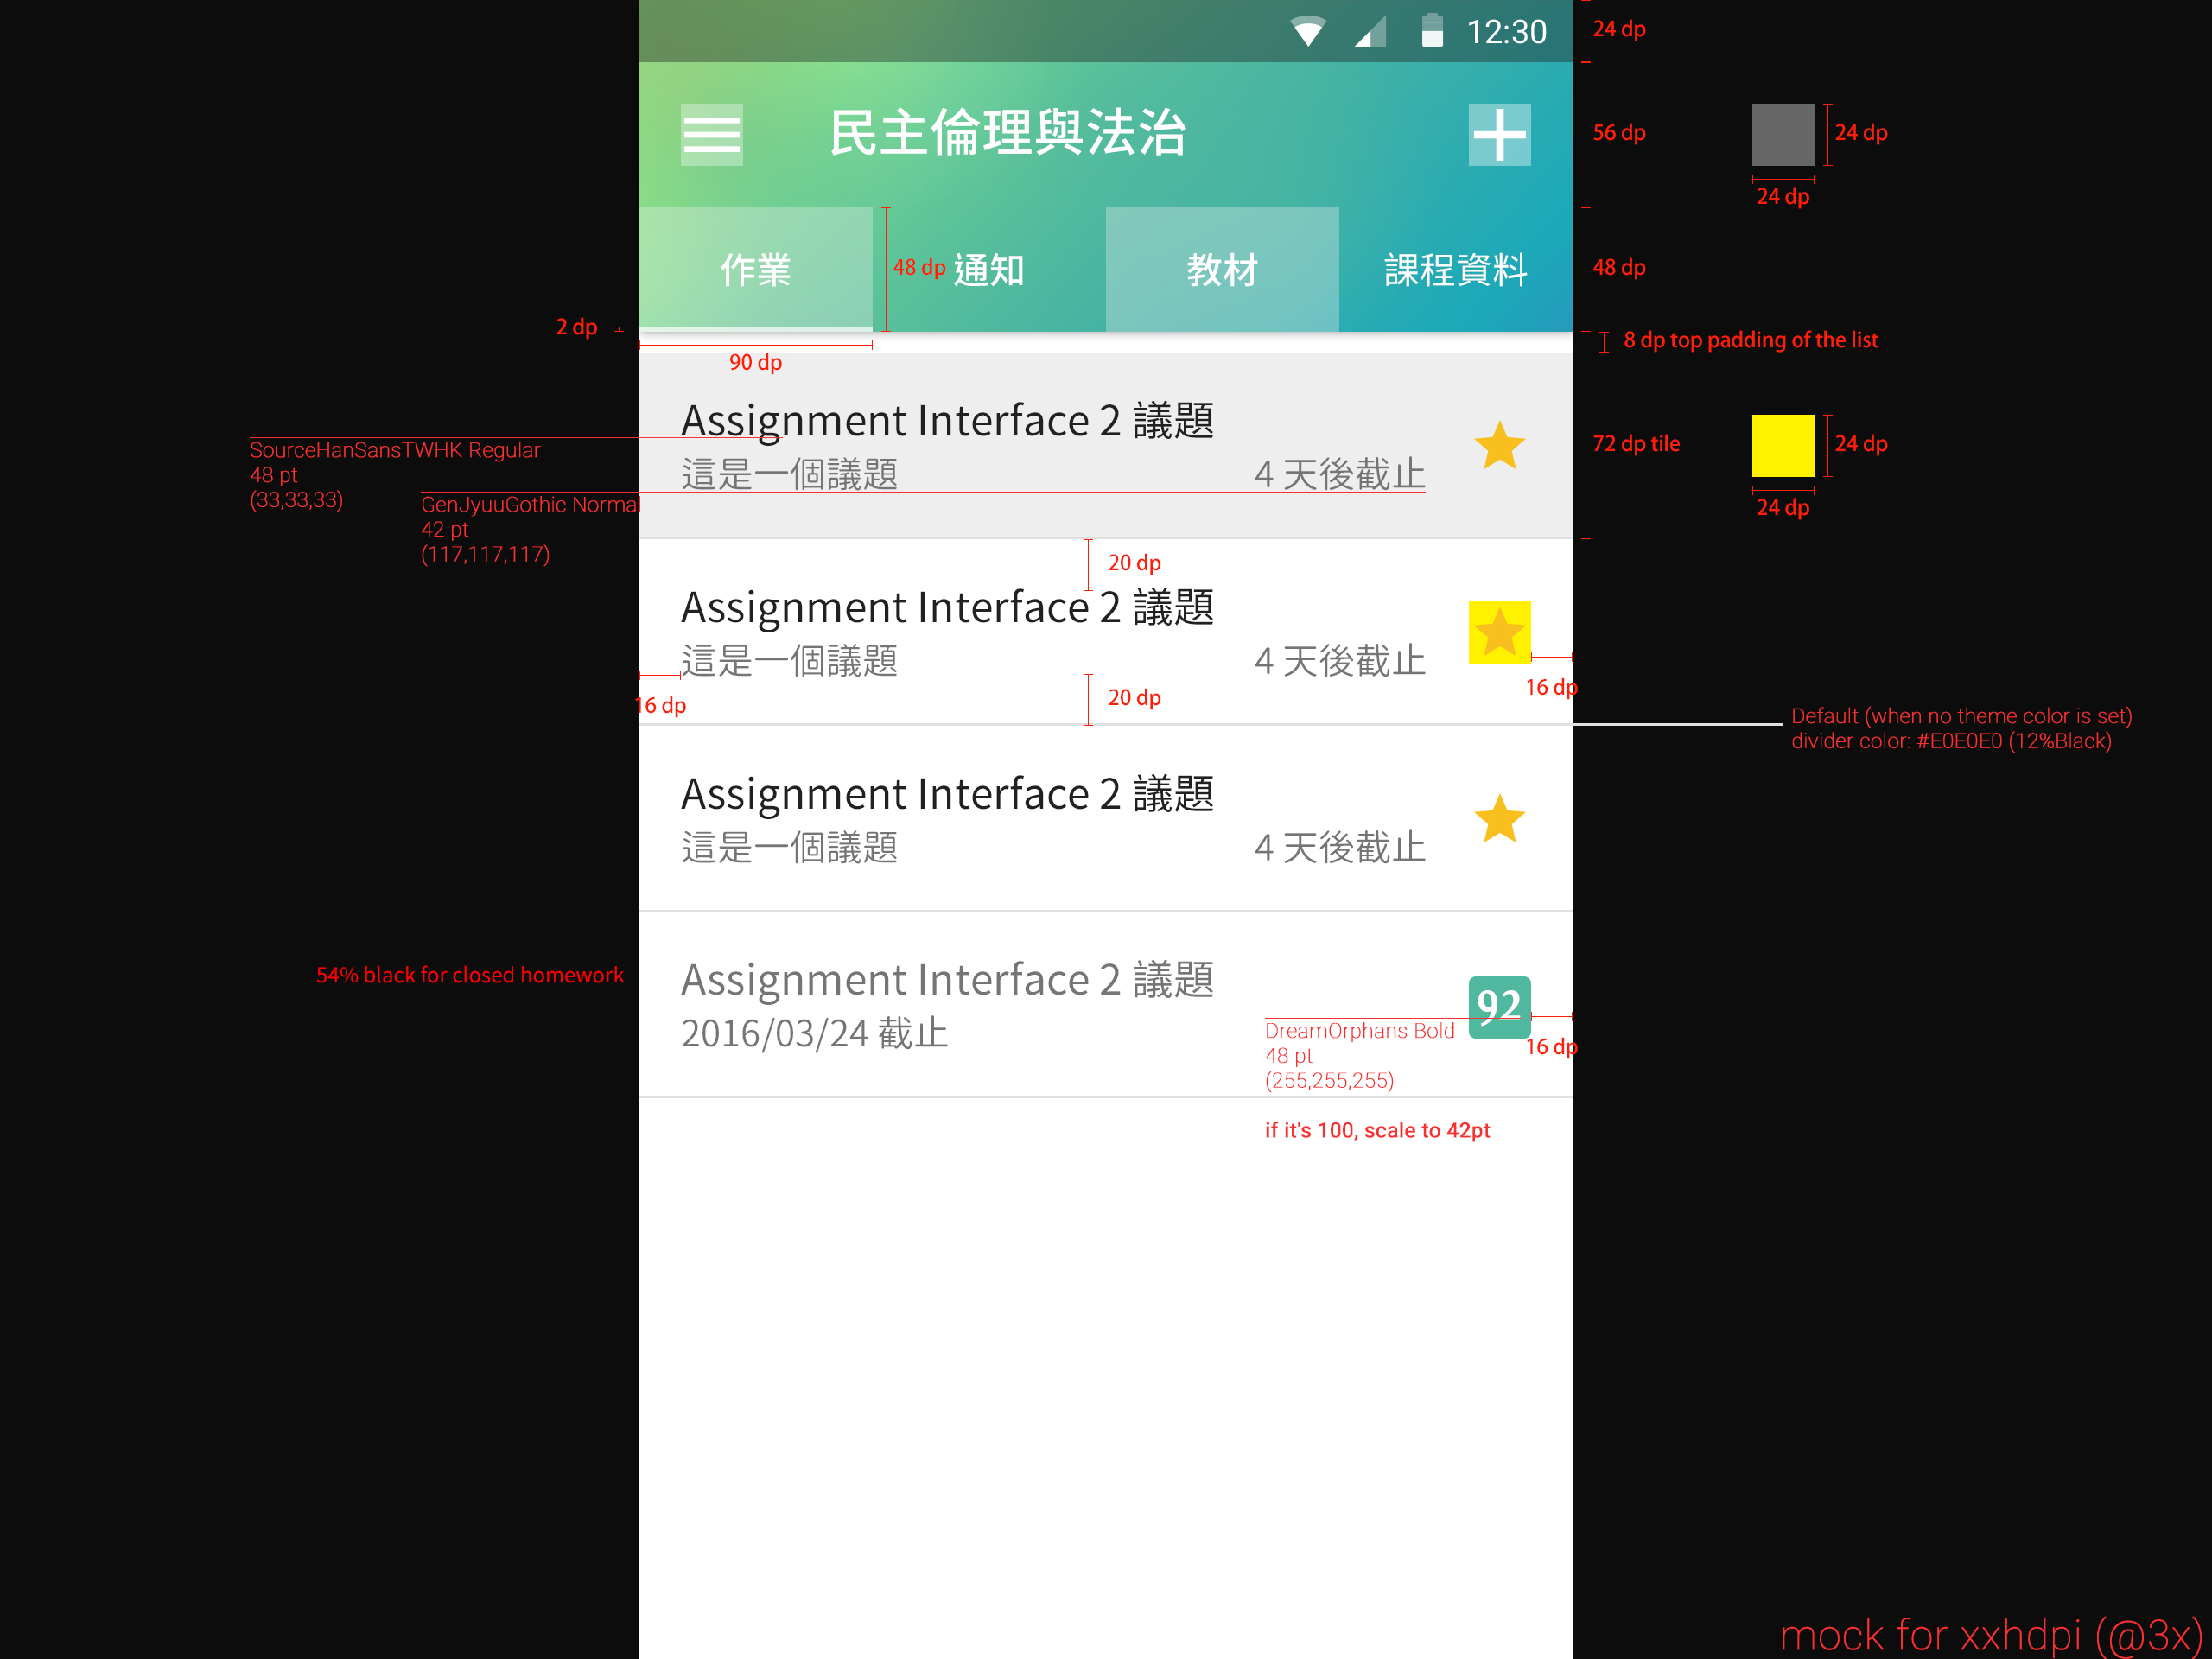 12:30
24 dp
民主倫理與法治
56 dp
24 dp
24 dp
作業
48 dp
通知
教材
課程資料
48 dp
2 dp
8 dp top padding of the list
90 dp
Assignment Interface 2 議題
這是一個議題
4 天後截止
72 dp tile
24 dp
24 dp
SourceHanSansTWHK Regular
48 pt
(33,33,33)
GenJyuuGothic Norma
42 pt
(117,117,117)
20 dp
Assignment Interface 2 議題
這是一個議題
4 天後截止
16 dp
20 dp
16 dp
Default (when no theme color is set)
divider color: #E0E0E0 (12%Black)
Assignment Interface 2 議題
這是一個議題
4 天後截止
54% black for closed homework
Assignment Interface 2 議題
2016/03/24 截止
92
16 dp
DreamOrphans Bold
48 pt
(255,255,255)
if it's 100, scale to 42pt
mock for xxhdpi (@3x)